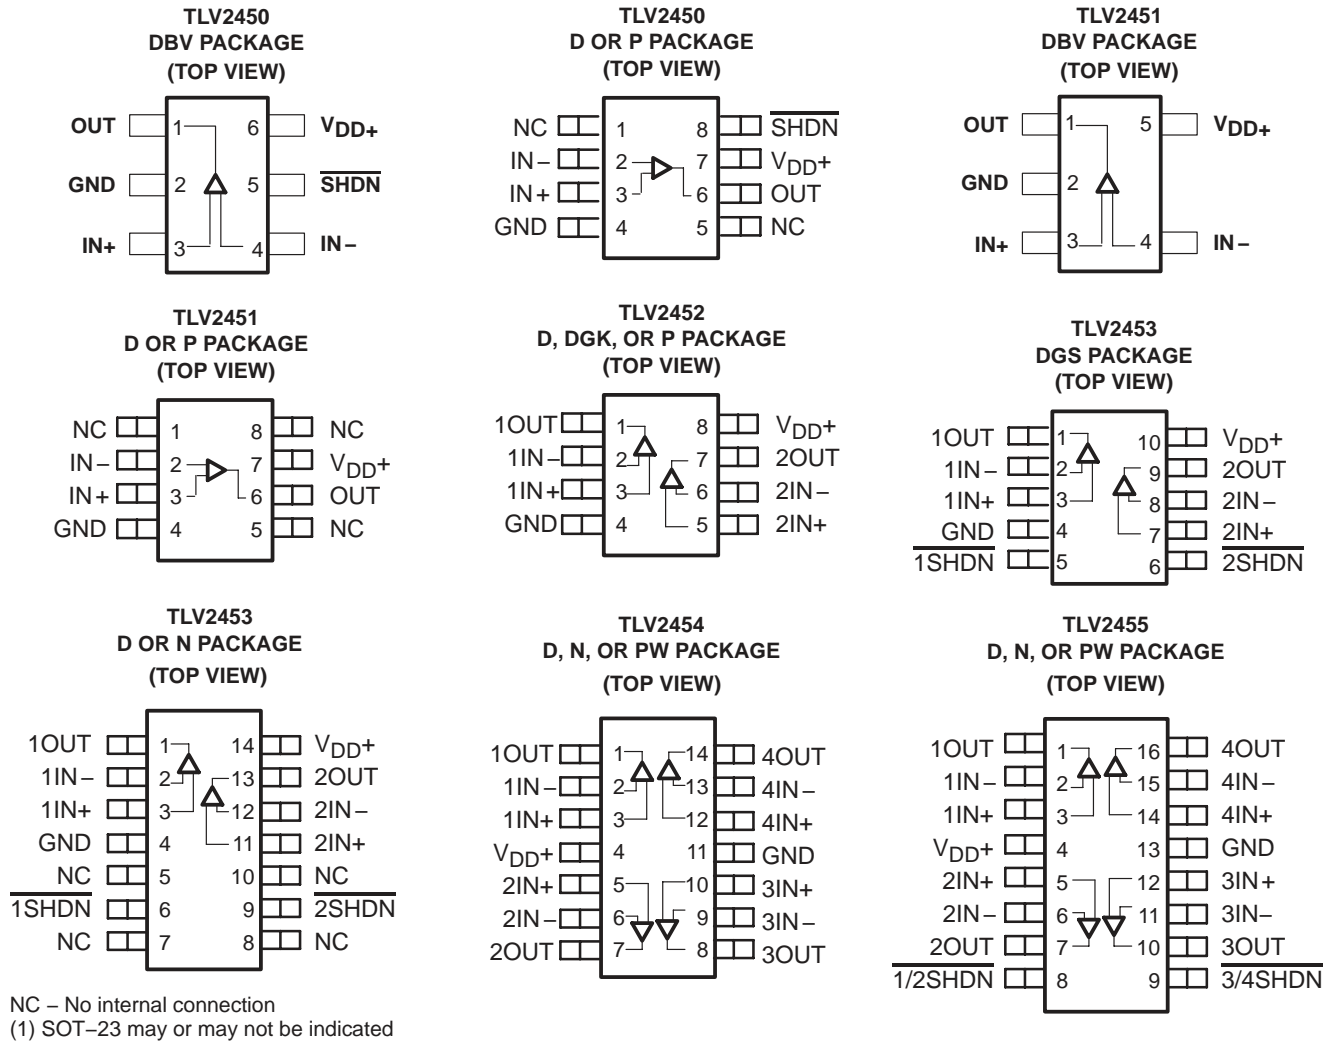 TLV2450
DBV PACKAGE
(TOP VIEW)
OUT 1 6 VDD+
GND 2 5 SHDN
IN+ 3 4 IN−
TLV2450
D OR P PACKAGE
(TOP VIEW)
NC 1 8 SHDN
IN− 2 7 VDD+
IN+ 3 6 OUT
GND 4 5 NC
TLV2451
DBV PACKAGE
(TOP VIEW)
OUT 1 5 VDD+
GND 2
IN+ 3 4 IN−
TLV2451
D OR P PACKAGE
(TOP VIEW)
NC 1 8 NC
IN− 2 7 VDD+
IN+ 3 6 OUT
GND 4 5 NC
TLV2452
D, DGK, OR P PACKAGE
(TOP VIEW)
1OUT 1 8 VDD+
1IN− 2 7 2OUT
1IN+ 3 6 2IN−
GND 4 5 2IN+
TLV2453
DGS PACKAGE
(TOP VIEW)
1OUT 1 10 VDD+
1IN− 2 9 2OUT
1IN+ 3 8 2IN−
GND 4 7 2IN+
1SHDN 5 6 2SHDN
TLV2453
D OR N PACKAGE
(TOP VIEW)
1OUT 1 14 VDD+
1IN− 2 13 2OUT
1IN+ 3 12 2IN−
GND 4 11 2IN+
NC 5 10 NC
1SHDN 6 9 2SHDN
NC 7 8 NC
TLV2454
D, N, OR PW PACKAGE
(TOP VIEW)
1OUT 1 14 4OUT
1IN− 2 13 4IN−
1IN+ 3 12 4IN+
VDD+ 4 11 GND
2IN+ 5 10 3IN+
2IN− 6 9 3IN−
2OUT 7 8 3OUT
TLV2455
D, N, OR PW PACKAGE
(TOP VIEW)
1OUT 1 16 4OUT
1IN− 2 15 4IN−
1IN+ 3 14 4IN+
VDD+ 4 13 GND
2IN+ 5 12 3IN+
2IN− 6 11 3IN−
2OUT 7 10 3OUT
1/2SHDN 8 9 3/4SHDN
NC − No internal connection
(1) SOT−23 may or may not be indicated